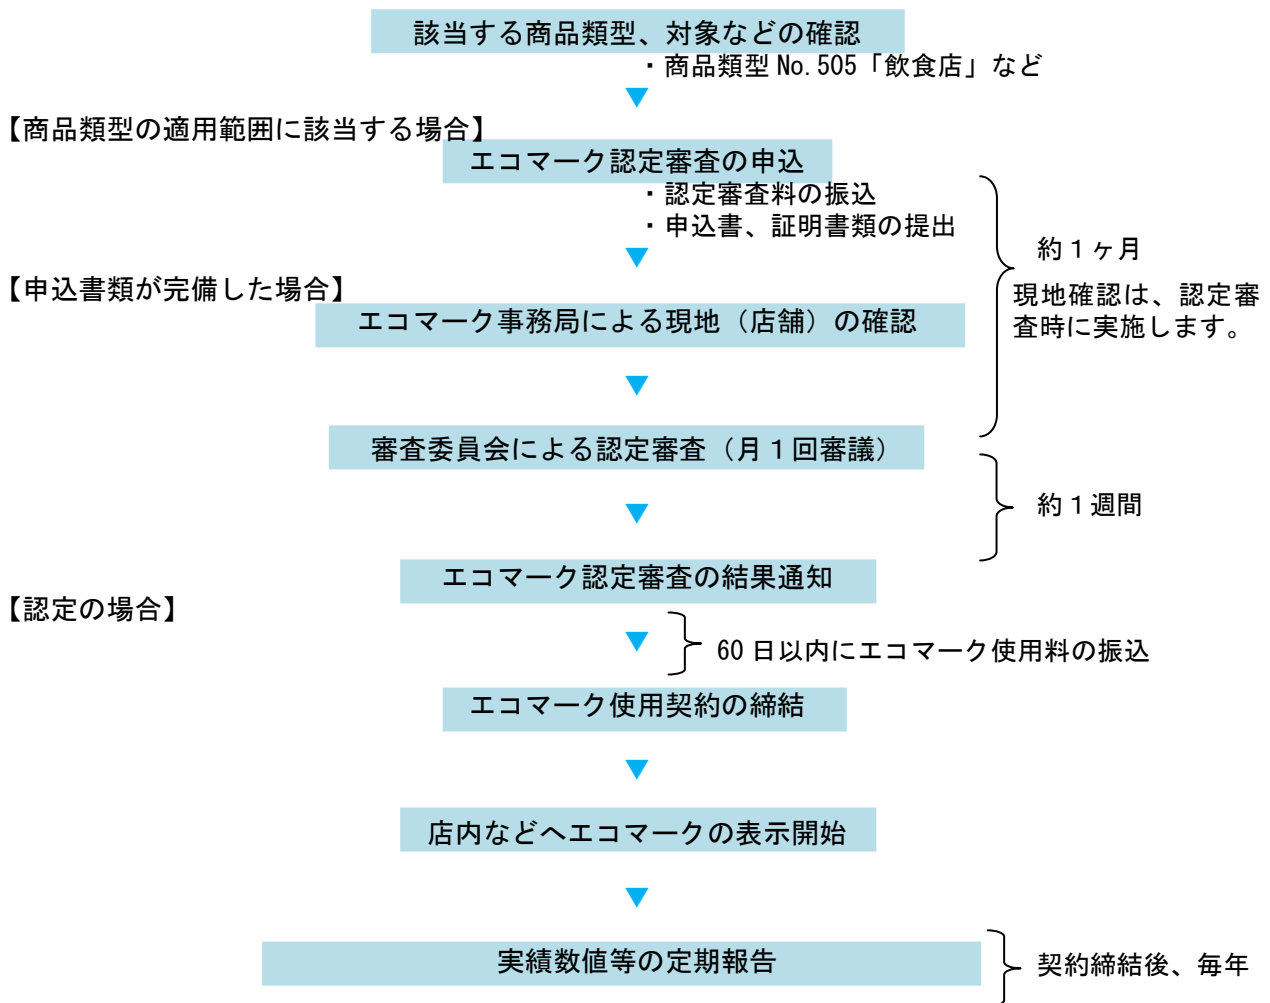 該当する商品類型、対象などの確認
・商品類型 No.505「飲食店」など
▼
【商品類型の適用範囲に該当する場合】
エコマーク認定審査の申込
・認定審査料の振込
・申込書、証明書類の提出
▼
約１ヶ月
【申込書類が完備した場合】
現地確認は、認定審
査時に実施します。
エコマーク事務局による現地（店舗）の確認
▼
審査委員会による認定審査（月１回審議）
▼
約１週間
エコマーク認定審査の結果通知
【認定の場合】
▼
60 日以内にエコマーク使用料の振込
エコマーク使用契約の締結
▼
店内などへエコマークの表示開始
▼
実績数値等の定期報告
契約締結後、毎年